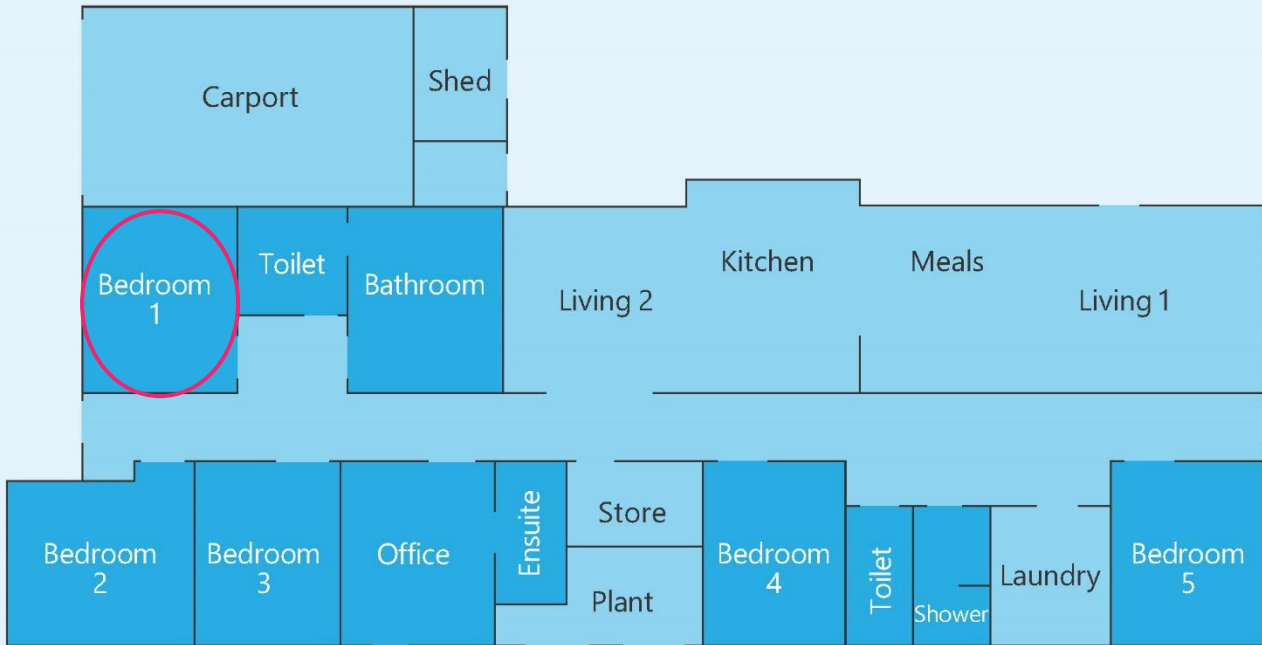 Carport
Shed
Bedroom
1
Toilet
Bathroom
Living 2
Kitchen
Meals
Living 1
Bedroom
2
Bedroom
3
Office
Ensuite
Store
Plant
Bedroom
4
Toilet
Shower
Laundry
Bedroom
5